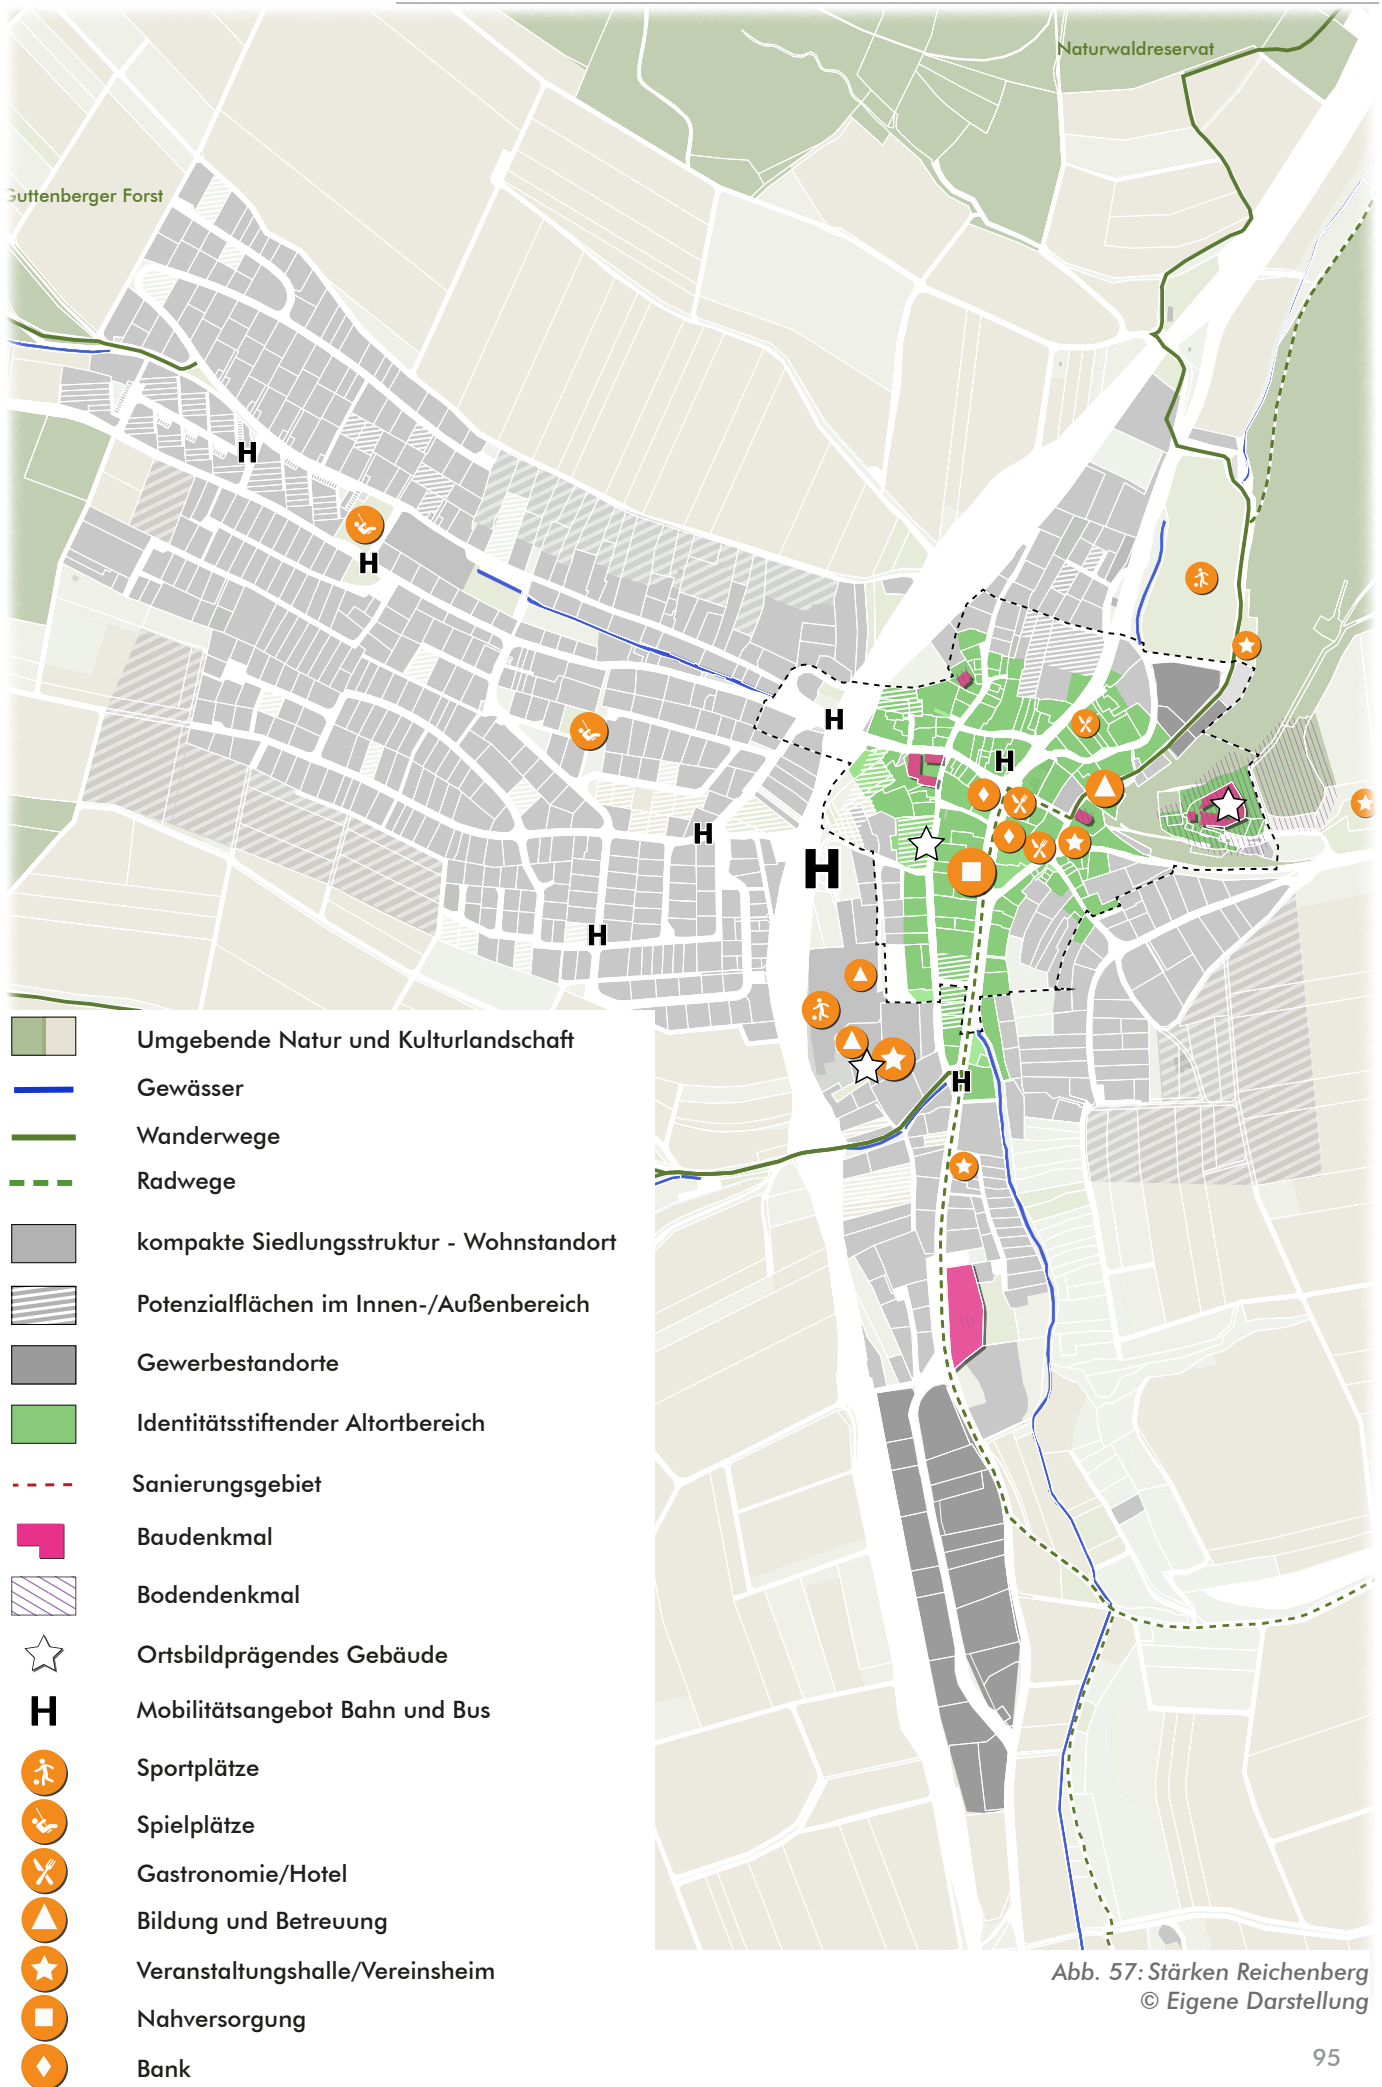 Naturwaldreservat
Guttenberger Forst
H
H
H
H
H
H
H
H
H
Umgebende Natur und Kulturlandschaft
Gewässer
Wanderwege
Radwege
kompakte Siedlungsstruktur - Wohnstandort
Potenzialflächen im Innen-/Außenbereich
Gewerbestandorte
Identitätsstiftender Altortbereich
Sanierungsgebiet
Baudenkmal
Bodendenkmal
Ortsbildprägendes Gebäude
H Mobilitätsangebot Bahn und Bus
Sportplätze
Spielplätze
Gastronomie/Hotel
Bildung und Betreuung
Veranstaltungshalle/Vereinsheim
Nahversorgung
Bank
Abb. 57: Stärken Reichenberg
© Eigene Darstellung
95